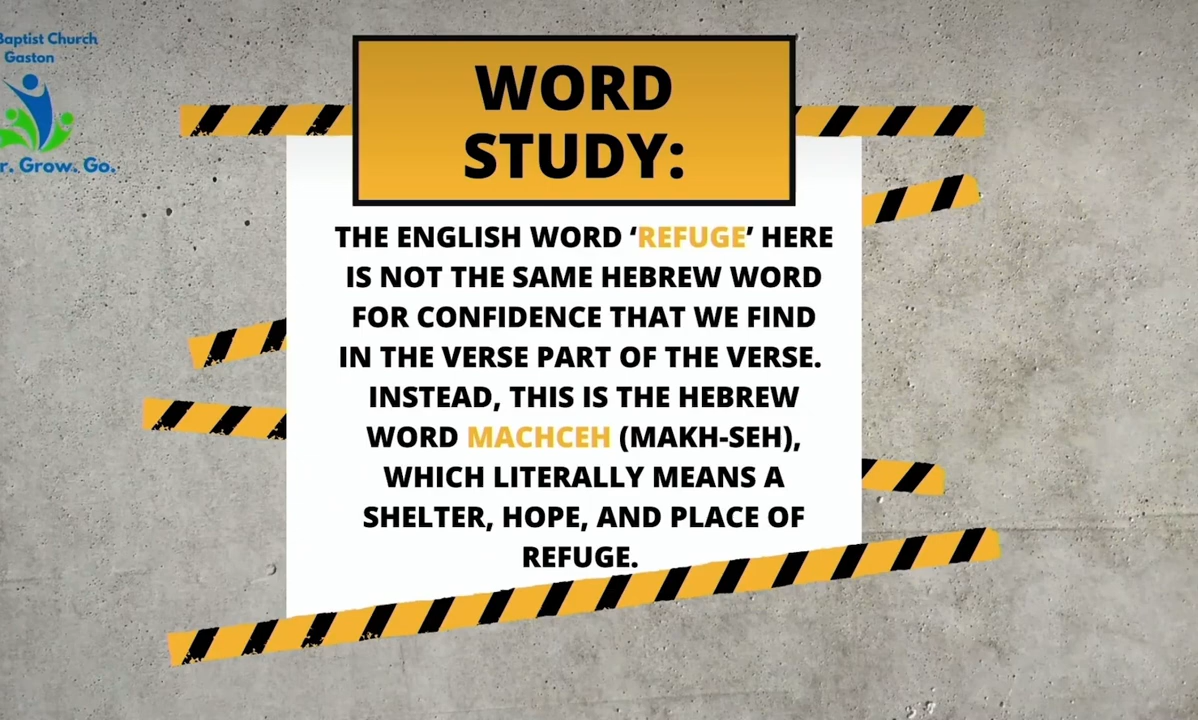 Baptist Church
Gaston
r. Grow. Go.
WORD
STUDY:
THE ENGLISH WORD ‘REFUGE’ HERE
IS NOT THE SAME HEBREW WORD
FOR CONFIDENCE THAT WE FIND
IN THE VERSE PART OF THE VERSE.
INSTEAD, THIS IS THE HEBREW
WORD MACHCEH (MAKH-SEH),
WHICH LITERALLY MEANS A
SHELTER, HOPE, AND PLACE OF
REFUGE.